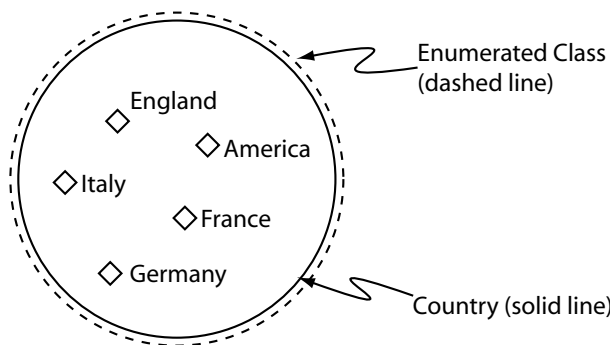 Enumerated Class
(dashed line)
England
America
Italy
France
Germany
Country (solid line)